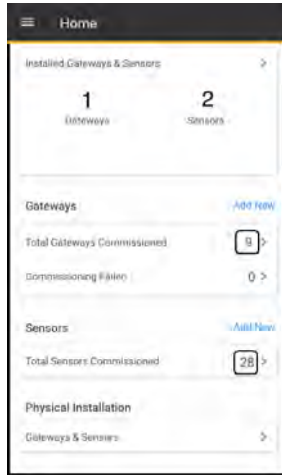 Home
Installed Gateways & Sensors >
1 2
Gateways Sensors
Gateways Add New
Total Gateways Commissioned 9 >
Commissioning Failed 0 >
Sensors Add New
Total Sensors Commissioned 28 >
Physical Installation
Gateways & Sensors >